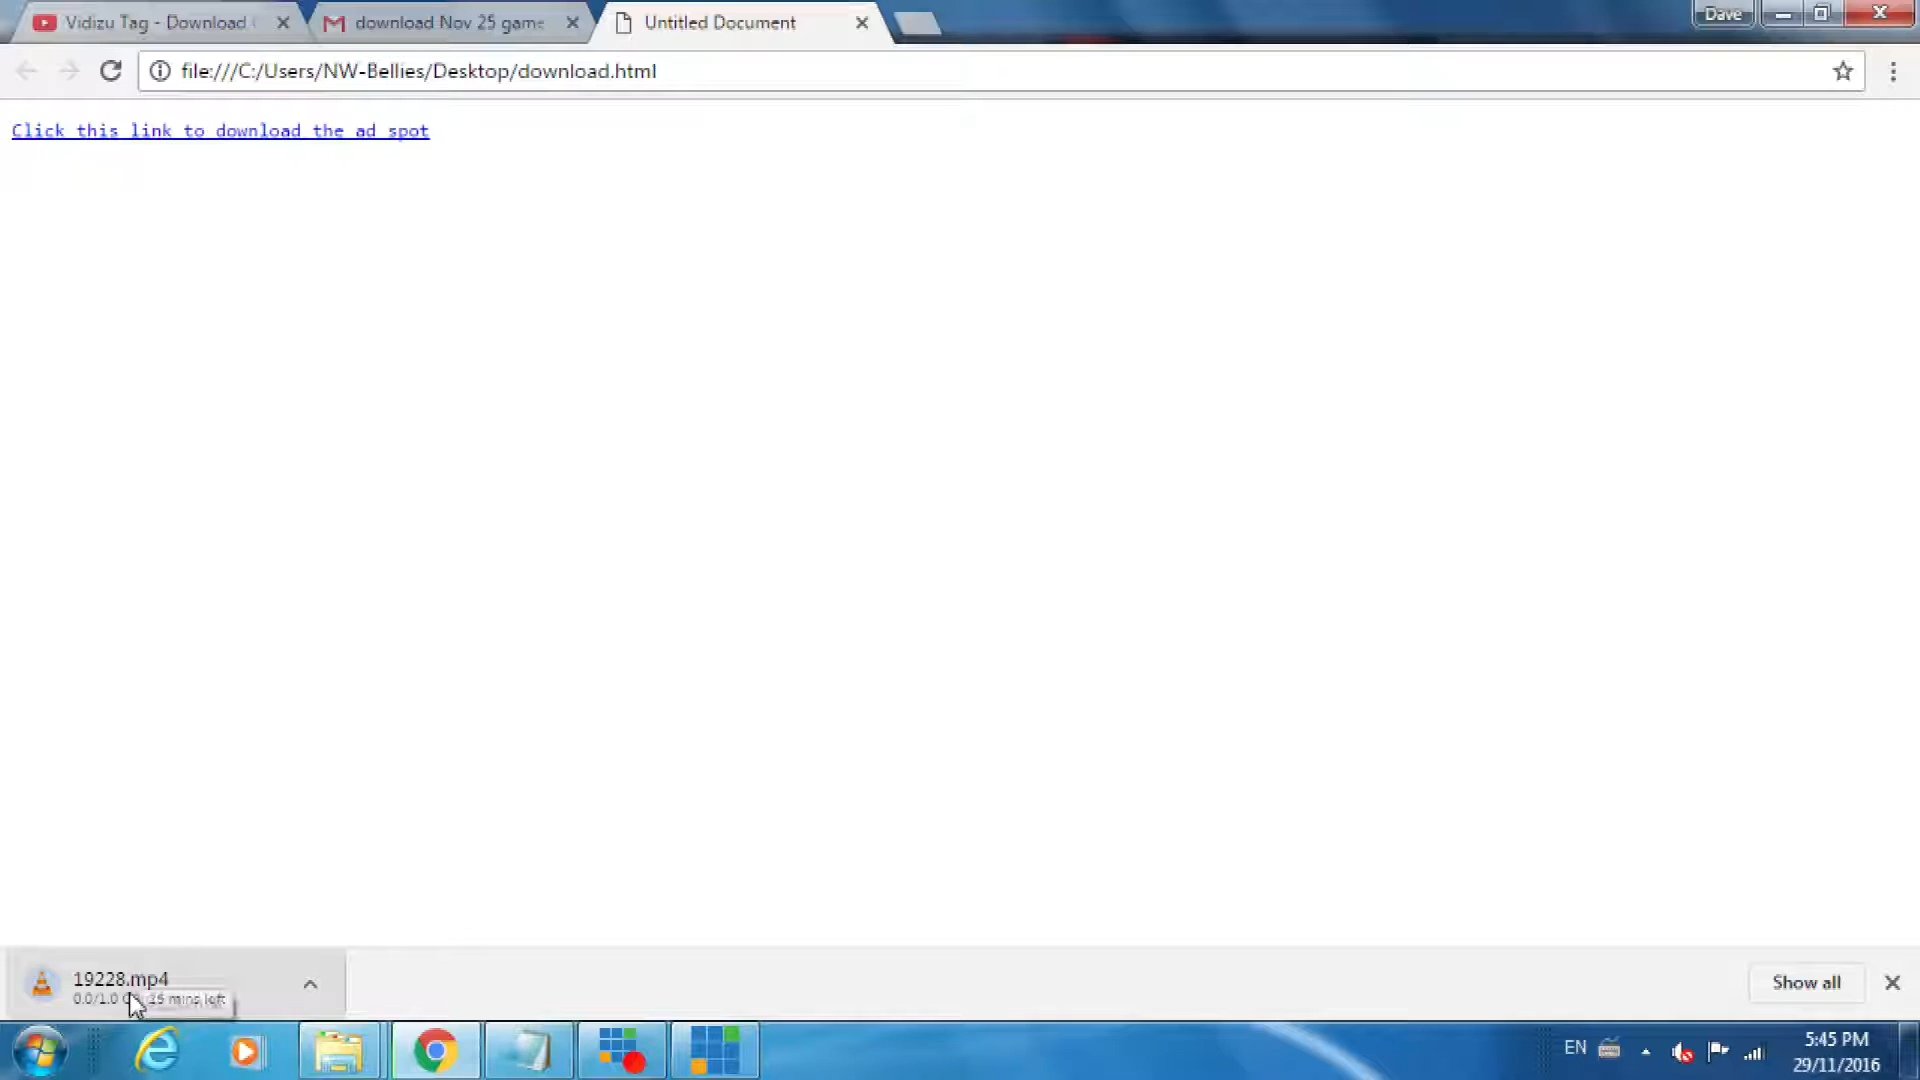 Vidizu Tag - Download
download Nov 25 game
Untitled Document
Dave
file:///C:/Users/NW-Bellies/Desktop/download.html
Click this link to download the ad spot
19228.mp4
0.0/1.0 mins left
Show all
EN
5:45 PM
29/11/2016